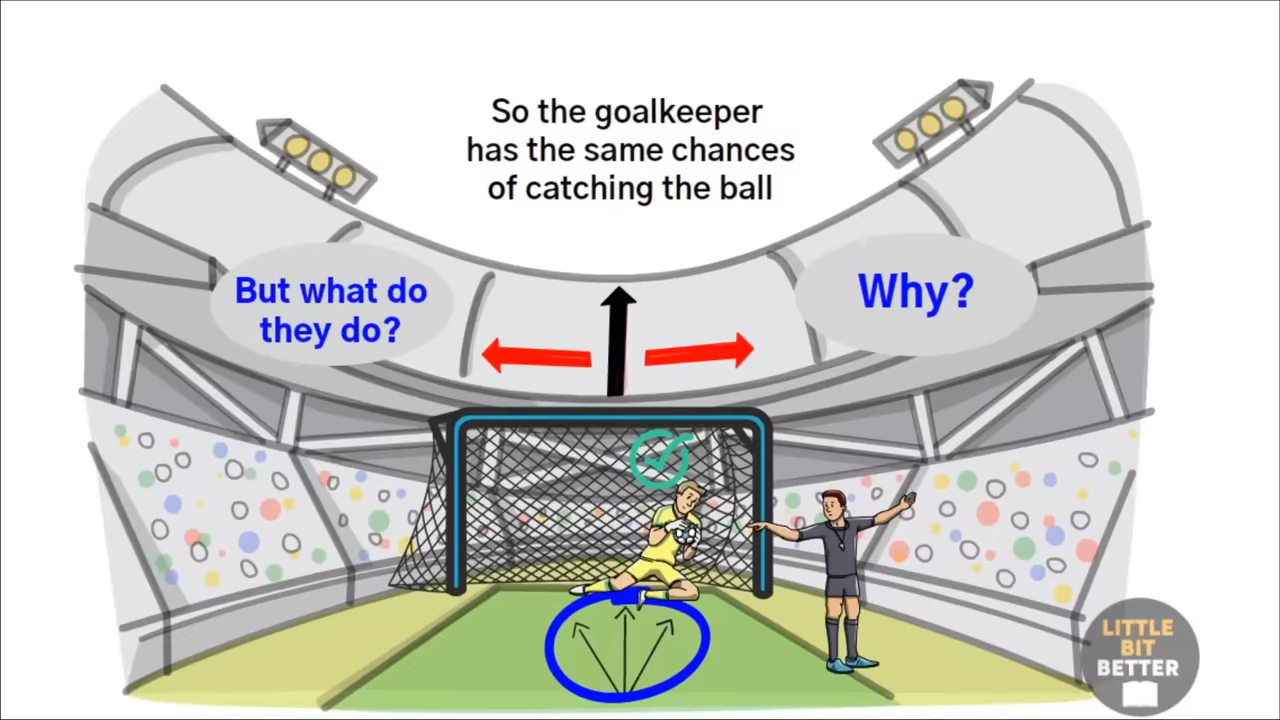 So the goalkeeper
has the same chances
of catching the ball
But what do
they do?
Why?
LITTLE
BIT
BETTER